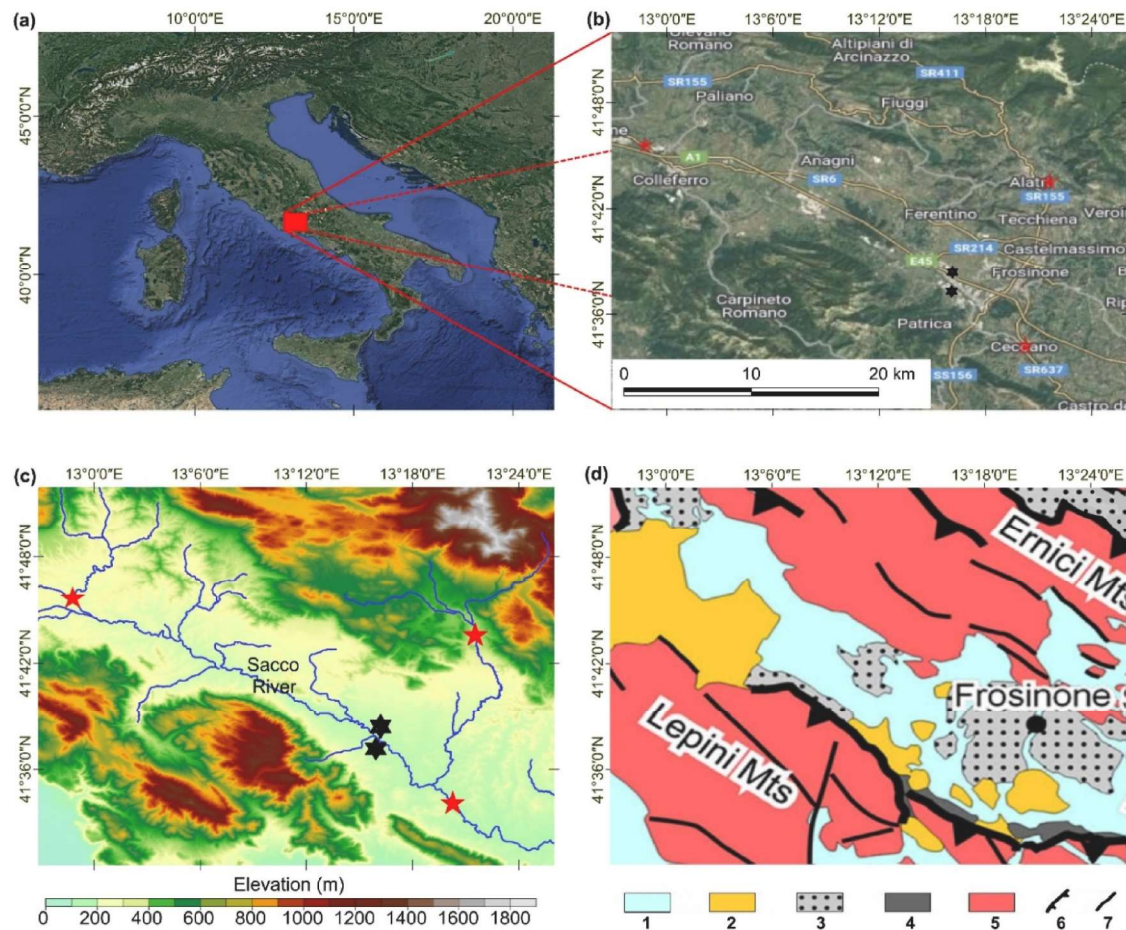 (a)
10°0'0"E
15°0'0"E
20°0'0"E
45°0'0"N
40°0'0"N
(b)
13°0'0"E
13°6'0"E
13°12'0"E
13°18'0"E
13°24'0"E
41°48'0"N
41°42'0"N
41°36'0"N
Olevano
Romano
Altipiani di
Arcinazzo
SR155
SR411
Paliano
Fiuggi
ne
A1
Anagni
Colleferro
SR6
Alatri
SR155
Ferentino
Tecchiena
Veroli
SR214
Castelmassimo
E45
Frosinone
B
Carpineto
Romano
Rip
Patrica
Ceccano
SS156
SR637
Castro d
0
10
20 km
(c)
13°0'0"E
13°6'0"E
13°12'0"E
13°18'0"E
13°24'0"E
41°48'0"N
41°42'0"N
41°36'0"N
Sacco
River
Elevation (m)
0 200 400 600 800 1000 1200 1400 1600 1800
(d)
13°0'0"E
13°6'0"E
13°12'0"E
13°18'0"E
13°24'0"E
41°48'0"N
41°42'0"N
41°36'0"N
Ernici Mts
Frosinone s
Lepini Mts
1 2 3 4 5 6 7